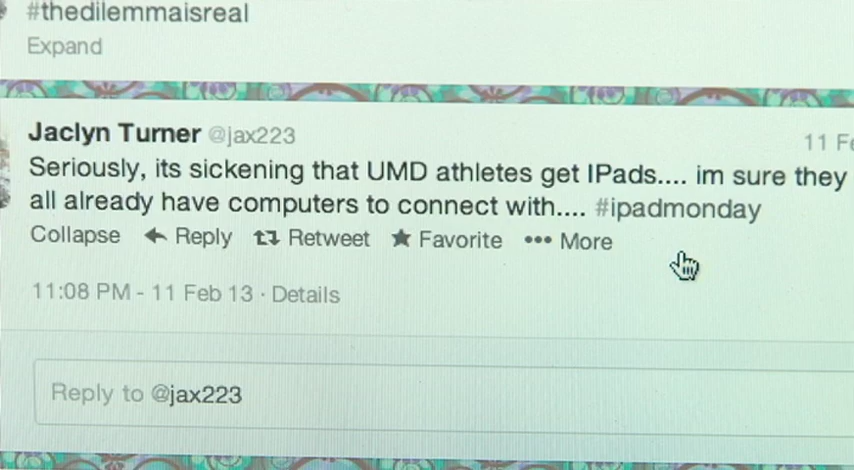 #thedilemmaisreal
Expand
Jaclyn Turner @jax223
11 Fe
Seriously, its sickening that UMD athletes get IPads.... im sure they
all already have computers to connect with.... #ipadmonday
Collapse Reply Retweet Favorite More
11:08 PM - 11 Feb 13 · Details
Reply to @jax223